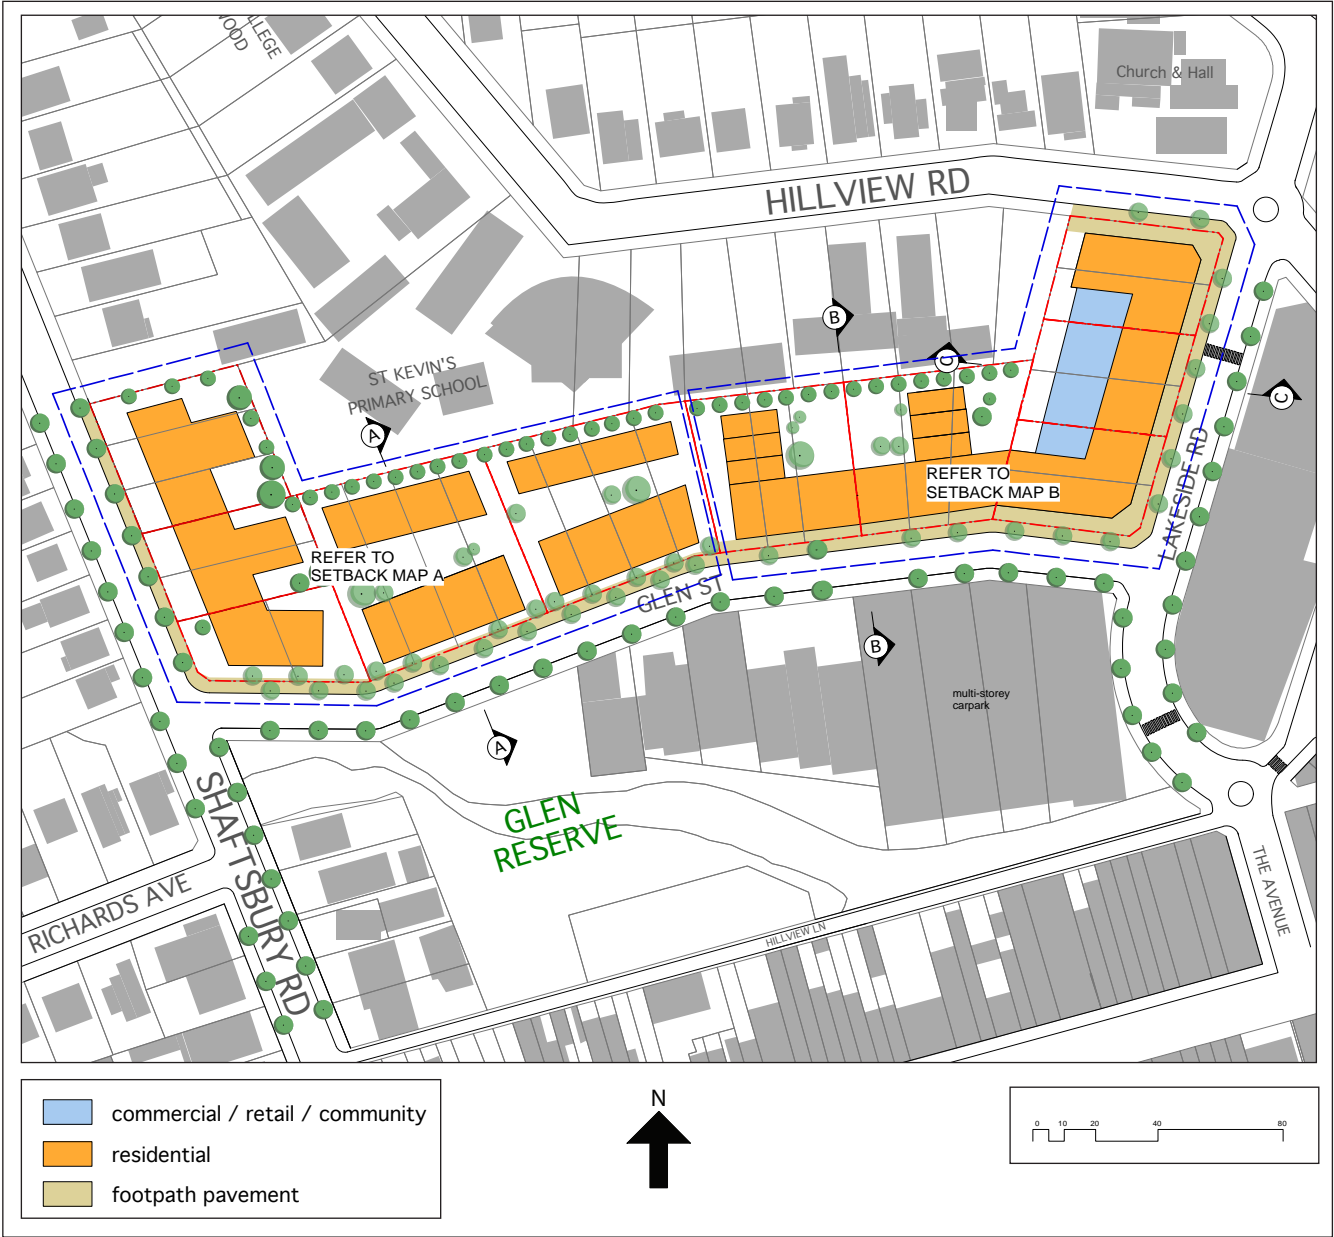 LLEGE
WOOD
Church & Hall
HILLVIEW RD
ST KEVIN'S
PRIMARY SCHOOL
B
C
C
A
REFER TO
SETBACK MAP B
LAKESIDE RD
REFER TO
SETBACK MAP A
GLEN ST
B
multi-storey
carpark
A
GLEN
RESERVE
SHAFTSBURY RD
RICHARDS AVE
THE AVENUE
HILLVIEW LN
commercial / retail / community
residential
footpath pavement
N
0 10 20 40 80